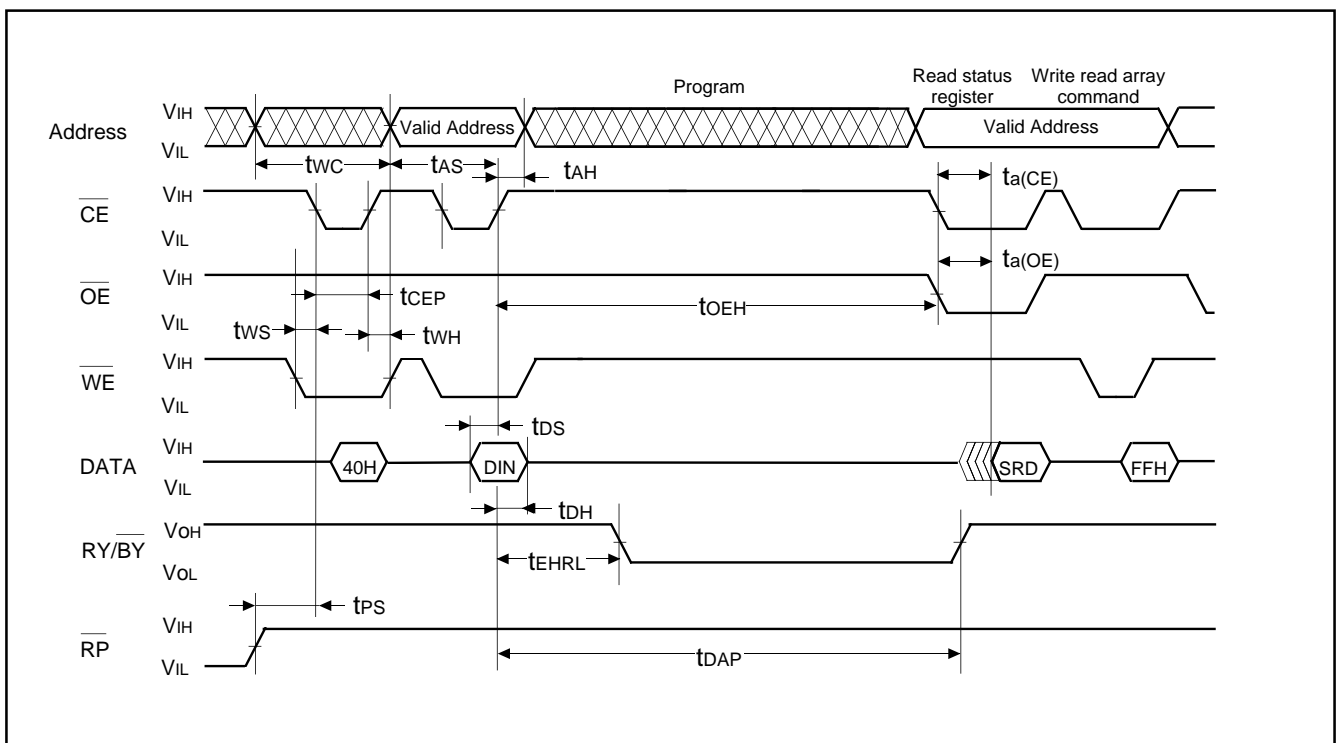 Program
Read status register
Write read array command
Address
VIH
VIL
Valid Address
Valid Address
tWC
tAS
tAH
ta(CE)
CE
VIH
VIL
ta(OE)
OE
VIH
VIL
tCEP
tOEH
tWS
tWH
WE
VIH
VIL
tDS
DATA
VIH
VIL
40H
DIN
SRD
FFH
tDH
RY/BY
VOH
VOL
tEHRL
tPS
RP
VIH
VIL
tDAP